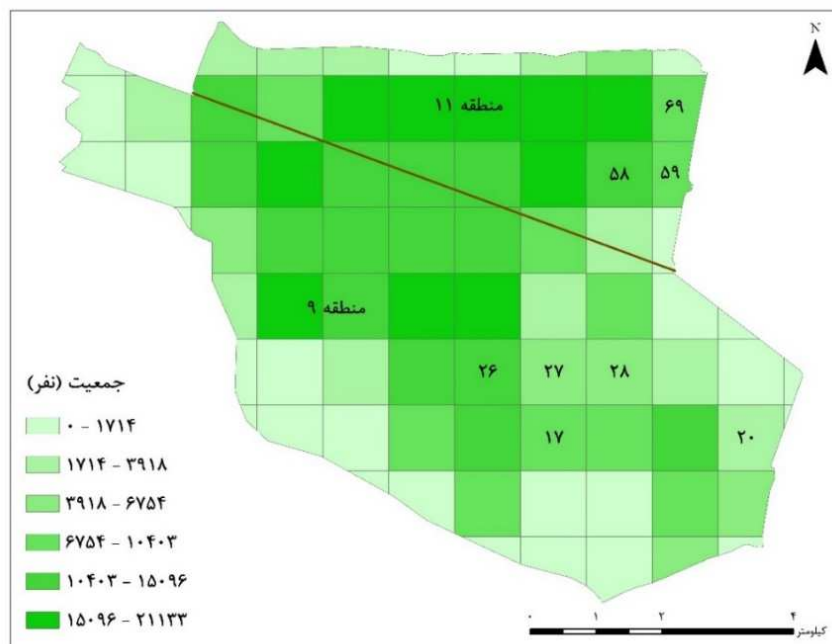 N
منطقه ۱۱
۶۹
۵۸
۵۹
منطقه ۹
۲۶
۲۷
۲۸
۱۷
۲۰
جمعیت (نفر)
۰ - ۱۷۱۴
۱۷۱۴ - ۳۹۱۸
۳۹۱۸ - ۶۷۵۴
۶۷۵۴ - ۱۰۴۰۳
۱۰۴۰۳ - ۱۵۰۹۶
۱۵۰۹۶ - ۲۱۱۳۳
۰ ۱ ۲ ۴
کیلومتر